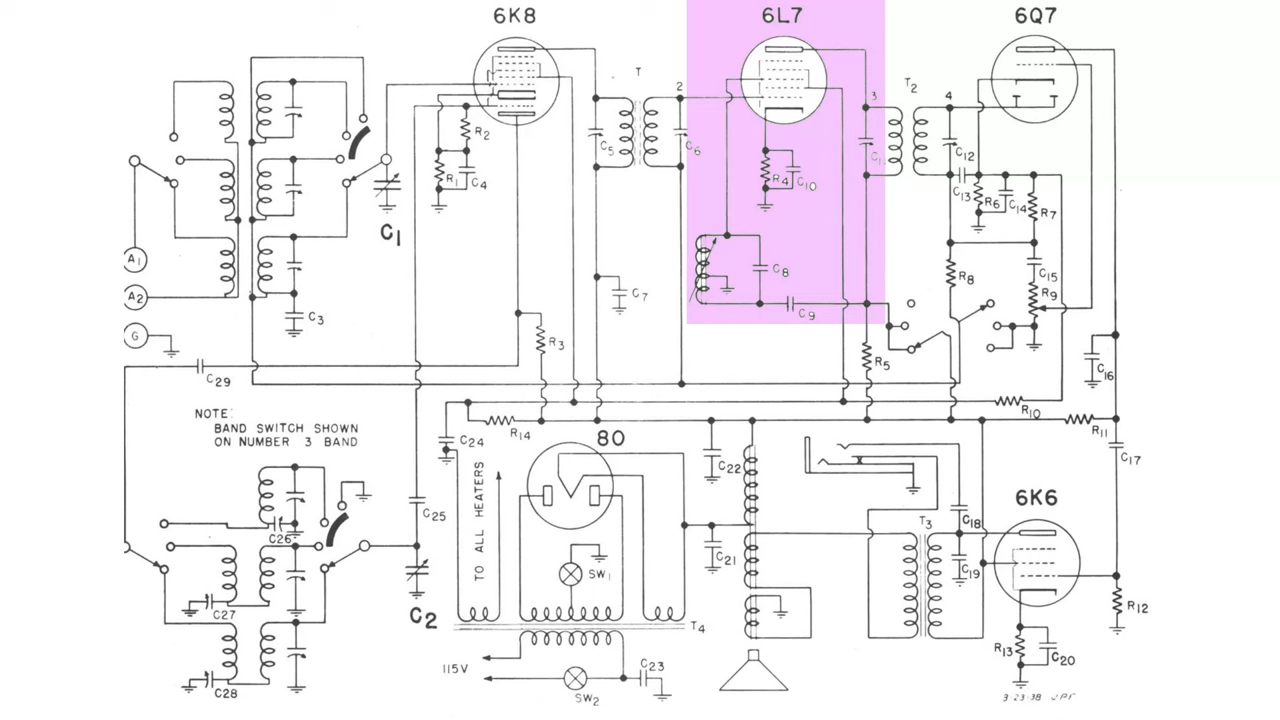 6K8
6L7
6Q7
T
2
3
T2
4
R2
C5
C6
C12
R1
C4
R4
C10
C13
R6
C14
R7
C1
A1
C8
R8
C15
A2
C7
R9
C3
C9
G
R3
R5
C16
C29
R10
NOTE:
BAND SWITCH SHOWN
ON NUMBER 3 BAND
R14
80
R11
C24
C22
C17
TO ALL HEATERS
6K6
C25
C18
T3
C26
C21
C19
SW1
C27
C2
T4
R12
R13
C20
115V
C23
C28
SW2
3-23-38 JPF